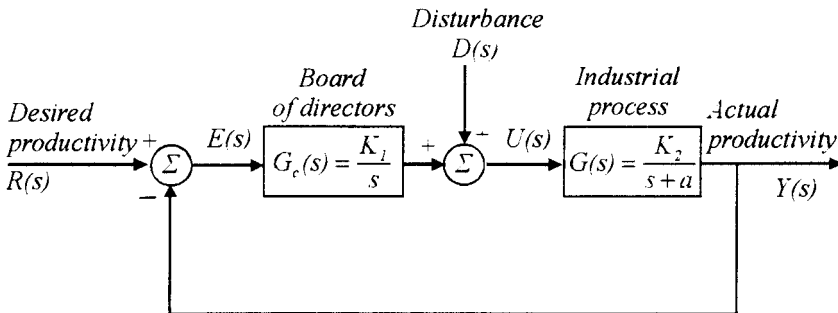 Disturbance
D(s)
Board
of directors
Industrial
process
Desired
productivity
R(s)
+
−
Σ
E(s)
G_c(s) = K_1 / s
+
−
Σ
U(s)
G(s) = K_2 / (s + a)
Actual
productivity
Y(s)